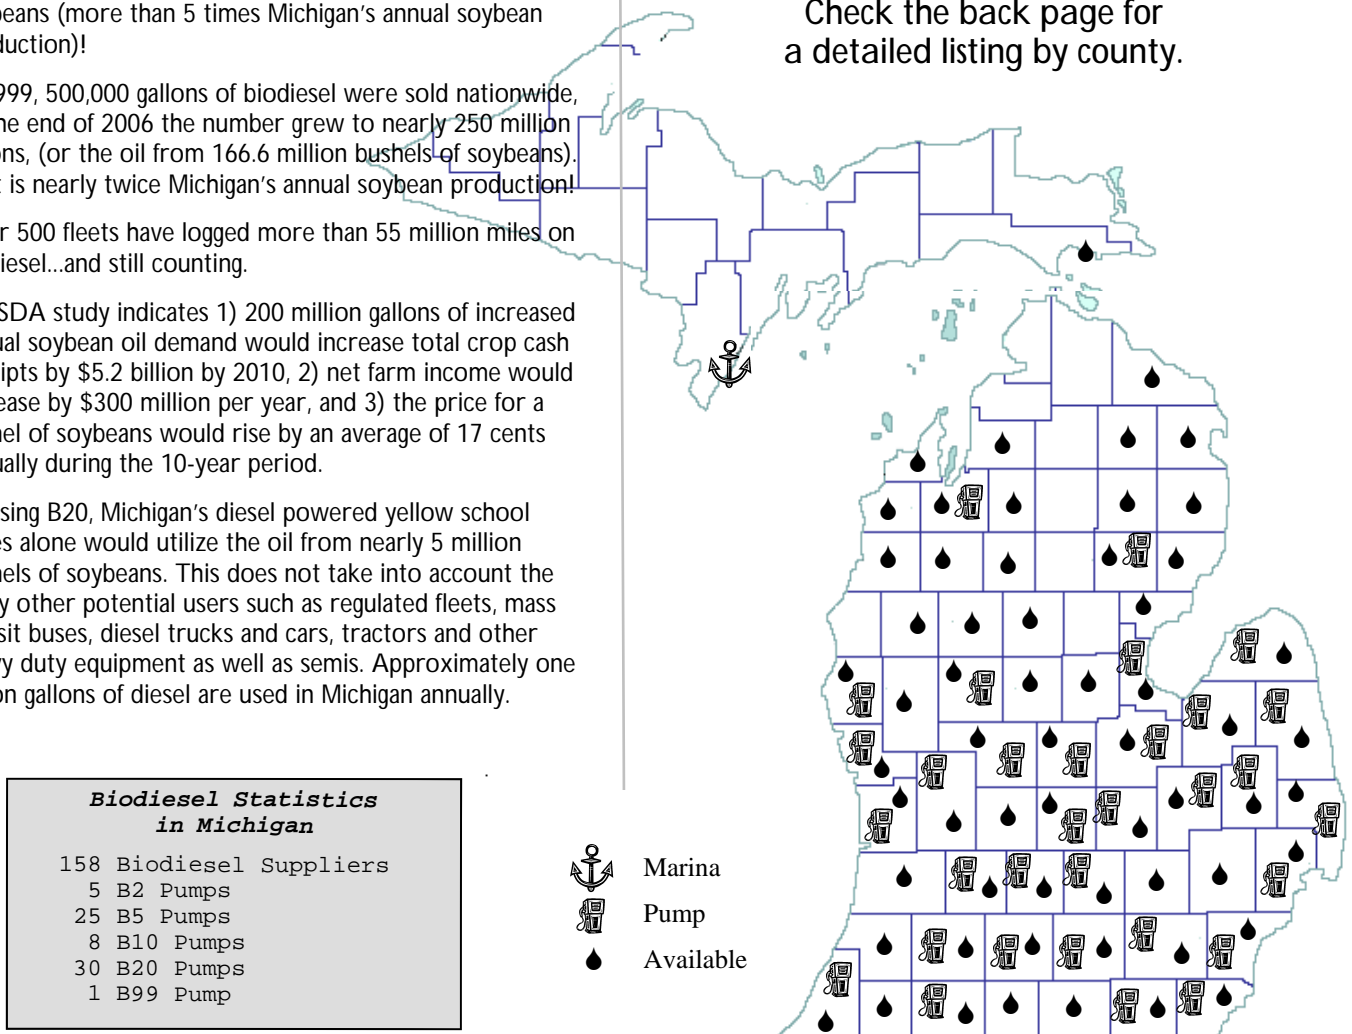 eans (more than 5 times Michigan's annual soybean
duction)!
999, 500,000 gallons of biodiesel were sold nationwide,
he end of 2006 the number grew to nearly 250 million
ons, (or the oil from 166.6 million bushels of soybeans).
t is nearly twice Michigan's annual soybean production!
r 500 fleets have logged more than 55 million miles on
iesel...and still counting.
SDA study indicates 1) 200 million gallons of increased
ual soybean oil demand would increase total crop cash
ipts by $5.2 billion by 2010, 2) net farm income would
ease by $300 million per year, and 3) the price for a
nel of soybeans would rise by an average of 17 cents
ually during the 10-year period.
sing B20, Michigan's diesel powered yellow school
es alone would utilize the oil from nearly 5 million
hels of soybeans. This does not take into account the
y other potential users such as regulated fleets, mass
sit buses, diesel trucks and cars, tractors and other
vy duty equipment as well as semis. Approximately one
on gallons of diesel are used in Michigan annually.
Biodiesel Statistics
in Michigan
158 Biodiesel Suppliers
5 B2 Pumps
25 B5 Pumps
8 B10 Pumps
30 B20 Pumps
1 B99 Pump
Check the back page for
a detailed listing by county.
Marina
Pump
Available